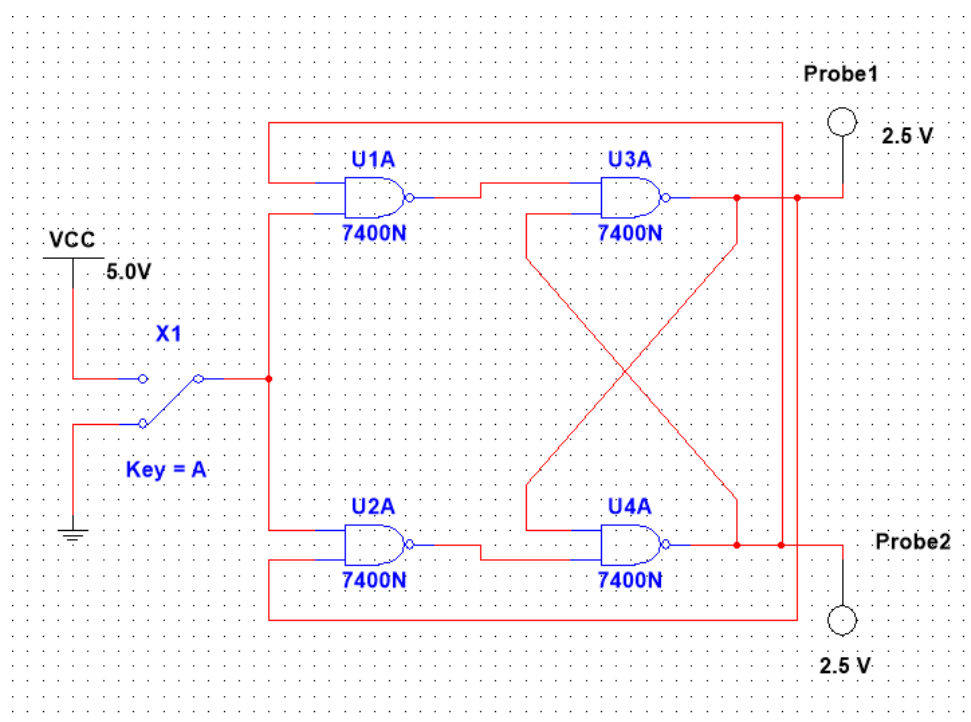 Probe1
2.5 V
U1A
U3A
7400N
7400N
VCC
5.0V
X1
Key = A
U2A
U4A
7400N
7400N
Probe2
2.5 V